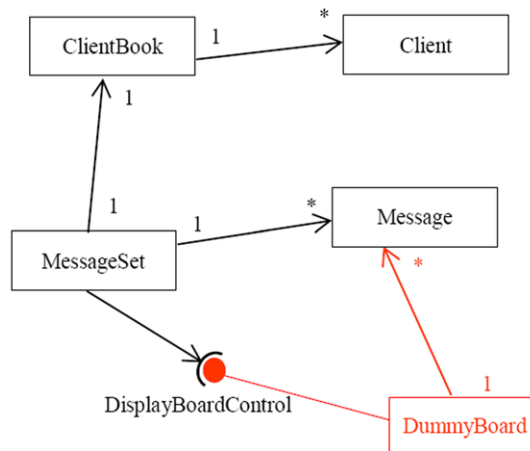 ClientBook
1
*
Client
1
1
1
*
Message
MessageSet
*
DisplayBoardControl
1
DummyBoard